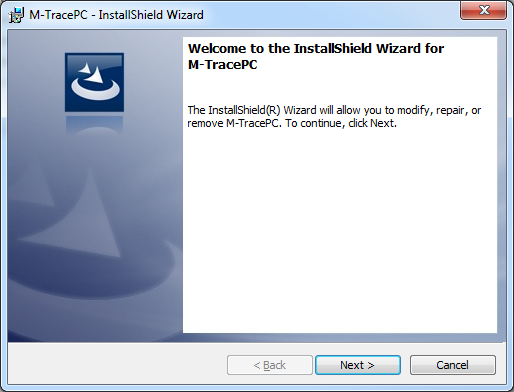 M-TracePC - InstallShield Wizard
Welcome to the InstallShield Wizard for
M-TracePC
The InstallShield(R) Wizard will allow you to modify, repair, or
remove M-TracePC. To continue, click Next.
< Back
Next >
Cancel